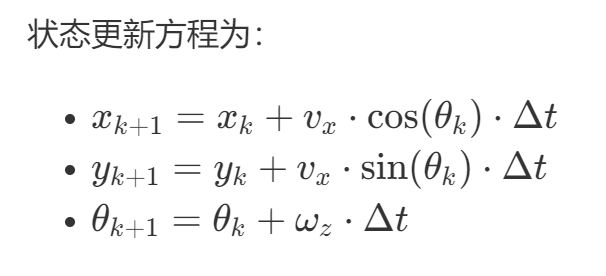 状态更新方程为：
• x_{k+1} = x_k + v_x · cos(θ_k) · Δt
• y_{k+1} = y_k + v_x · sin(θ_k) · Δt
• θ_{k+1} = θ_k + ω_z · Δt